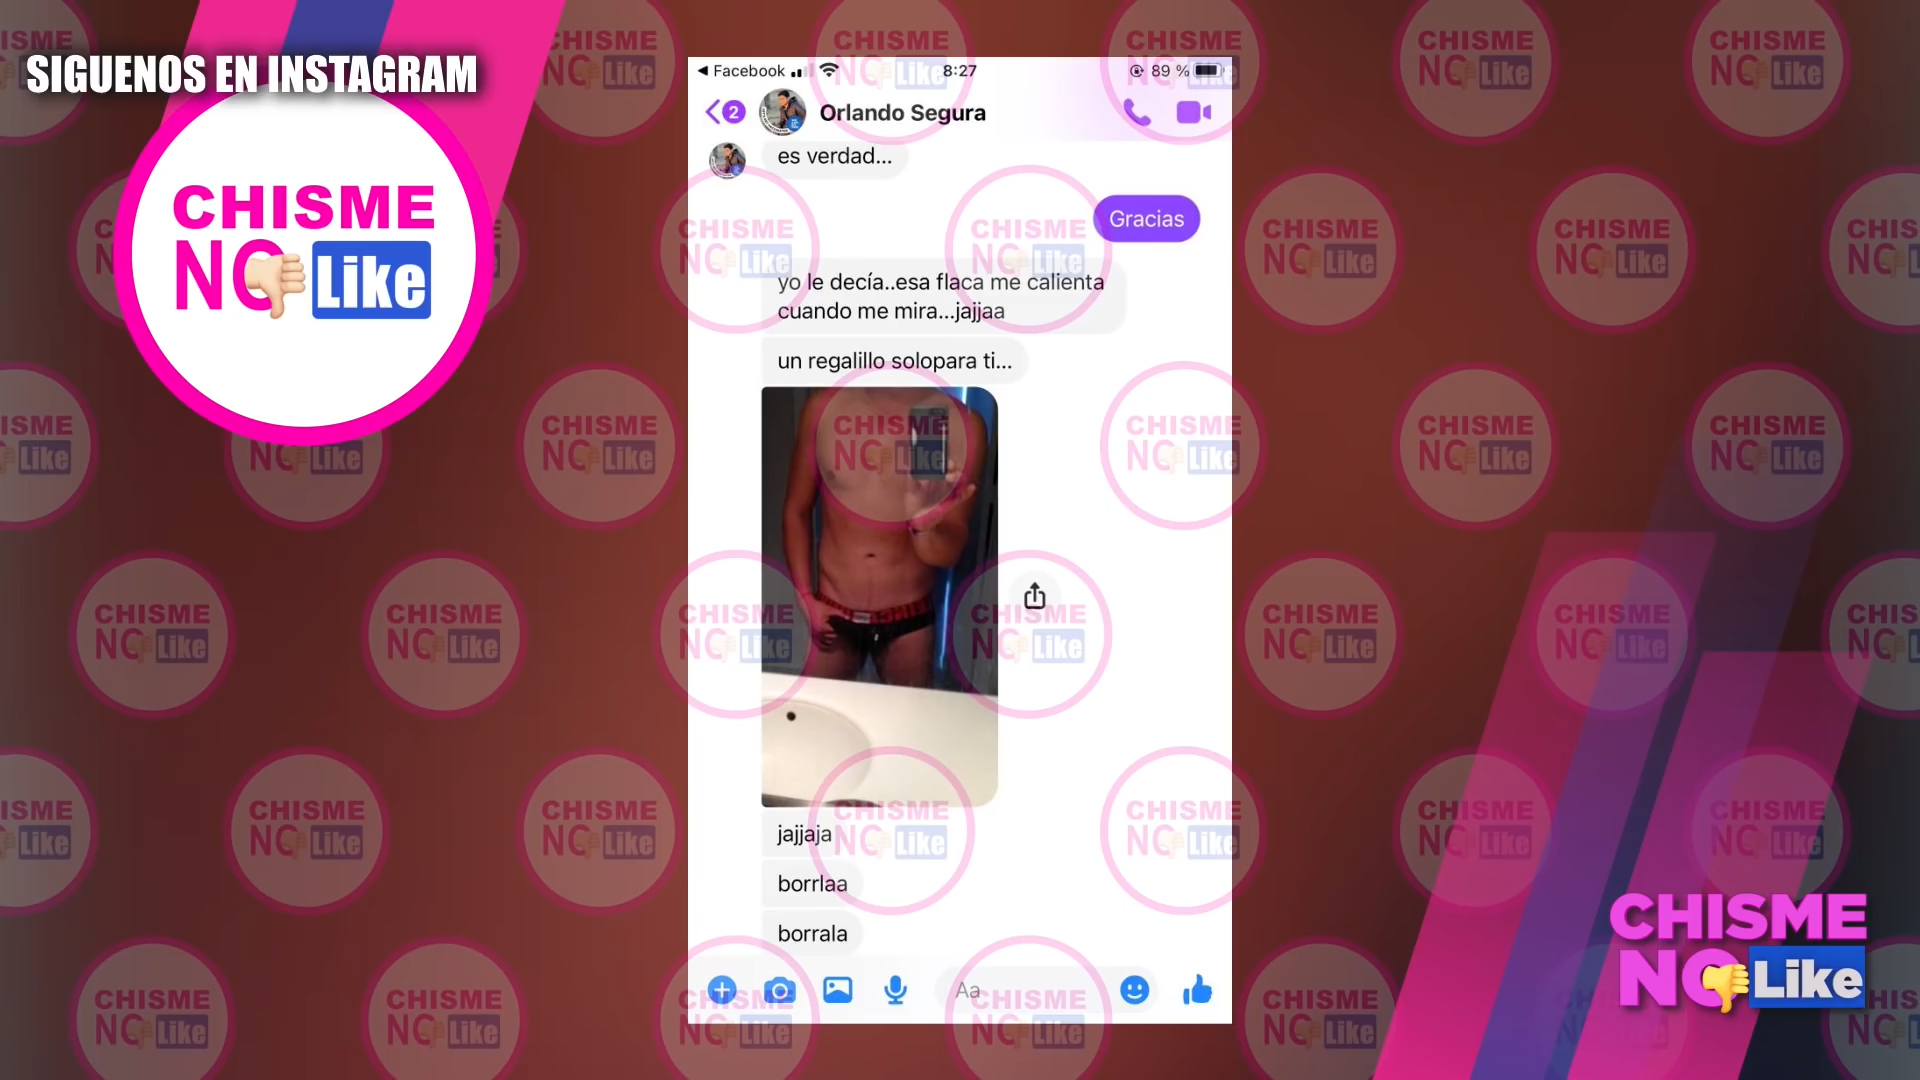 SIGUENOS EN INSTAGRAM
CHISME
NO Like
Facebook 8:27 89 %
2 Orlando Segura
es verdad...
Gracias
yo le decía..esa flaca me calienta
cuando me mira...jajjaa
un regalillo solopara ti...
jajjaja
borrlaa
borrala
Aa
CHISME
NO Like